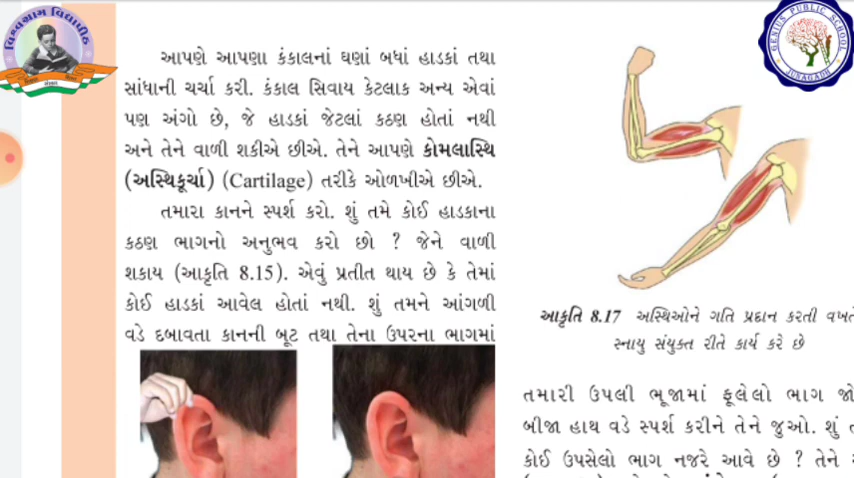 વિશ્વગ્રામ વિદ્યાપીઠ
આપણે આપણા કંકાલનાં ઘણાં બધાં હાડકાં તથા
સાંધાની ચર્ચા કરી. કંકાલ સિવાય કેટલાક અન્ય એવાં
પણ અંગો છે, જે હાડકાં જેટલાં કઠણ હોતાં નથી
અને તેને વાળી શકીએ છીએ. તેને આપણે કોમલાસ્થિ
(અસ્થિકૂર્ચા) (Cartilage) તરીકે ઓળખીએ છીએ.
તમારા કાનને સ્પર્શ કરો. શું તમે કોઈ હાડકાના
કઠણ ભાગનો અનુભવ કરો છો ? જેને વાળી
શકાય (આકૃતિ 8.15). એવું પ્રતીત થાય છે કે તેમાં
કોઈ હાડકાં આવેલ હોતાં નથી. શું તમને આંગળી
વડે દબાવતા કાનની બૂટ તથા તેના ઉપરના ભાગમાં
GENIUS PUBLIC SCHOOL
JUNAGADH
આકૃતિ 8.17 અસ્થિઓને ગતિ પ્રદાન કરતી વખતે
સ્નાયુ સંયુક્ત રીતે કાર્ય કરે છે
તમારી ઉપલી ભૂજામાં ફૂલેલો ભાગ
બીજા હાથ વડે સ્પર્શ કરીને તેને જુઓ. શું
કોઈ ઉપસેલો ભાગ નજરે આવે છે ? તેને